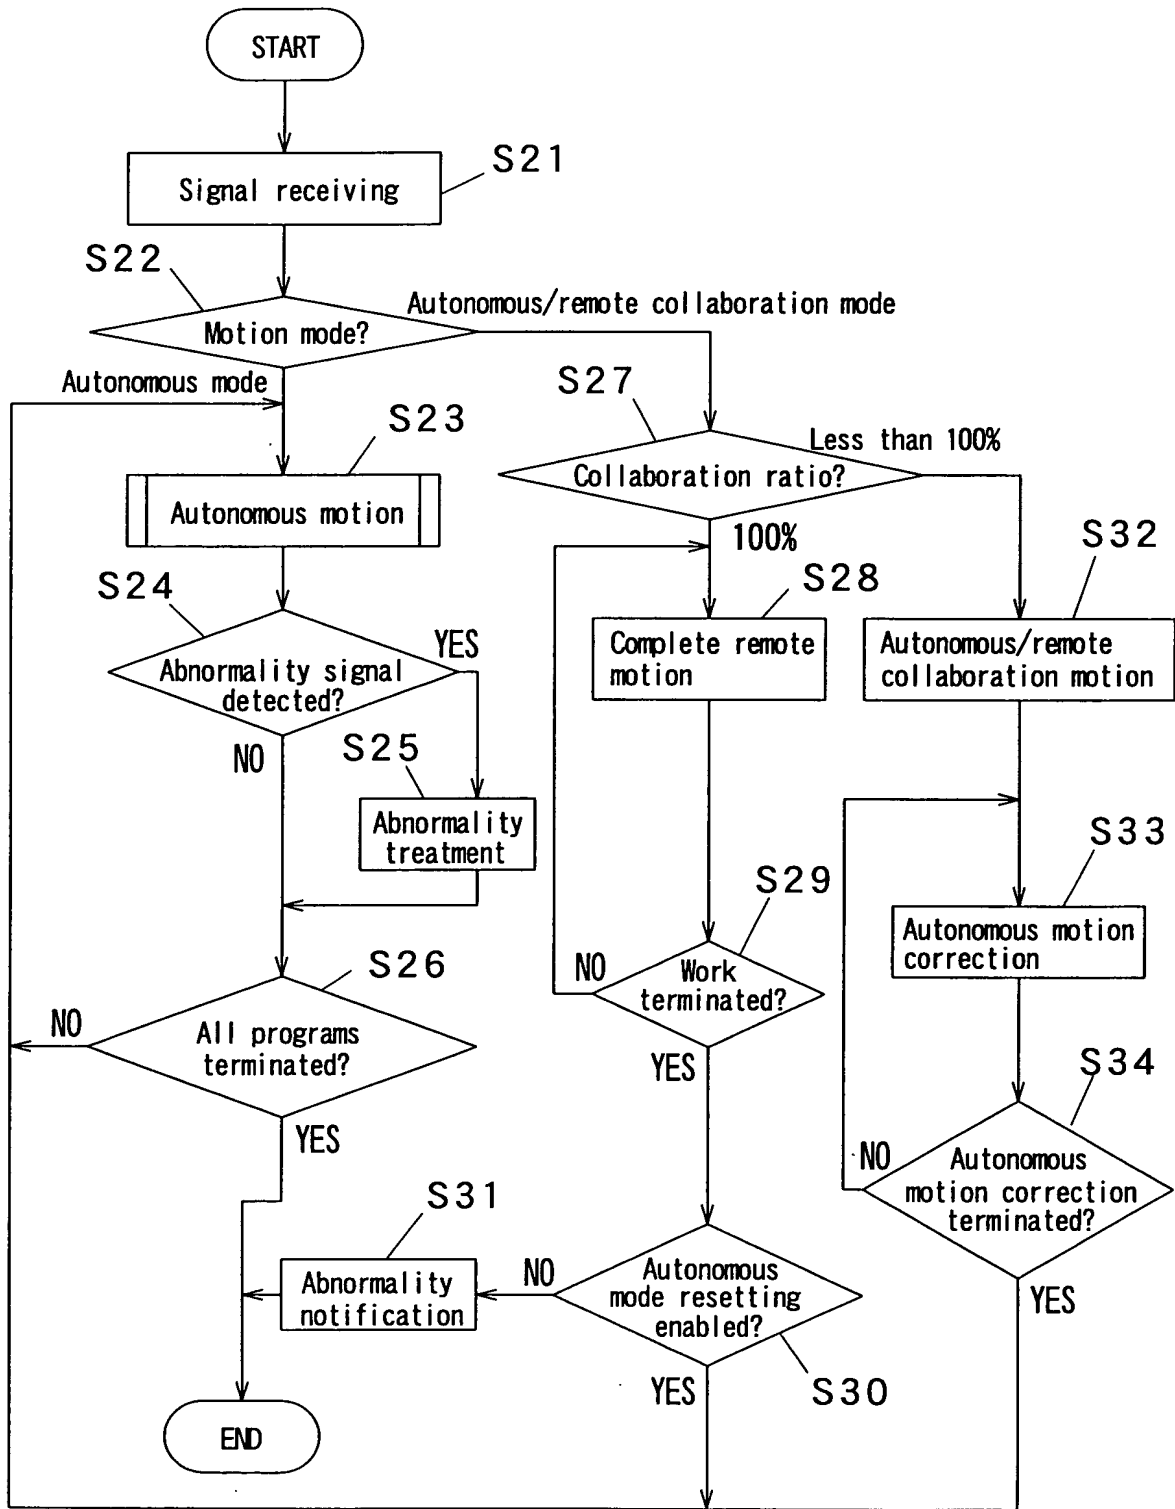 START
S21
Signal receiving
S22
Autonomous/remote collaboration mode
Motion mode?
Autonomous mode
S27
S23
Less than 100%
Collaboration ratio?
Autonomous motion
100%
S32
S24
S28
YES
Complete remote
motion
Autonomous/remote
collaboration motion
Abnormality signal
detected?
NO
S25
Abnormality
treatment
S33
S29
Autonomous motion
correction
S26
NO
Work
terminated?
NO
All programs
terminated?
YES
S34
YES
NO
Autonomous
motion correction
terminated?
S31
NO
Autonomous
mode resetting
enabled?
Abnormality
notification
YES
YES
S30
END